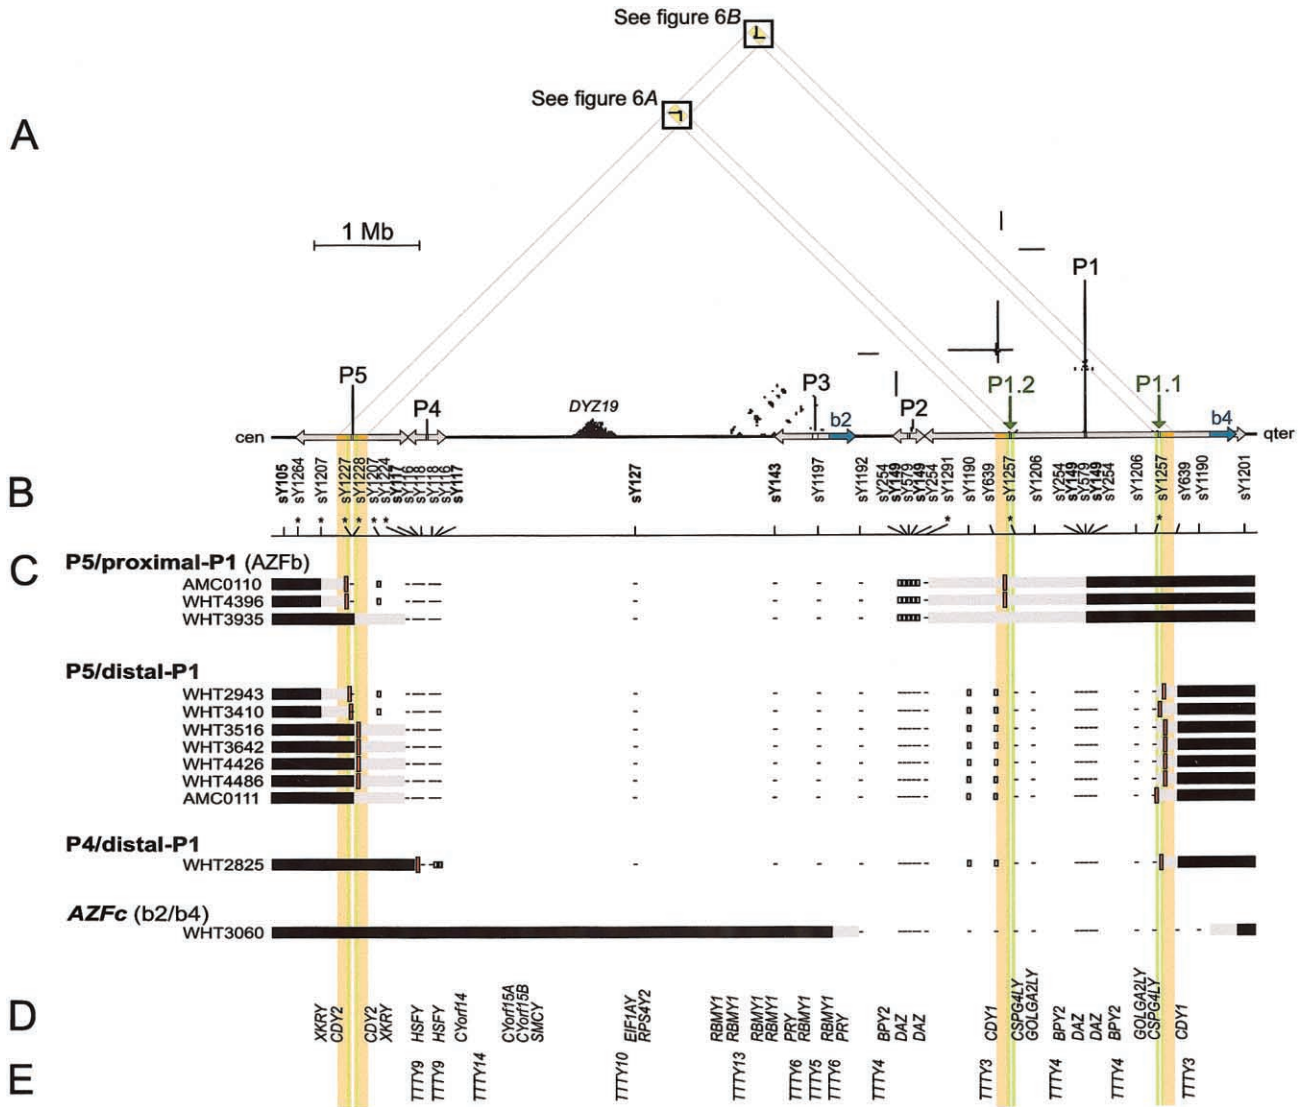 See figure 6B
See figure 6A
A
1 Mb
P1
P5
P4
DYZ19
P3
b2
P2
P1.2
P1.1
b4
cen
qter
B
sY105
sY1264
sY1207
sY1227
sY1228
sY1207
sY1224
sY117
sY116
sY118
sY118
sY116
sY117
sY127
sY143
sY1197
sY1192
sY254
sY149
sY579
sY149
sY254
sY1291
sY1190
sY639
sY1257
sY1206
sY254
sY149
sY579
sY149
sY254
sY1206
sY1257
sY639
sY1190
sY1201
C
P5/proximal-P1 (AZFb)
AMC0110
WHT4396
WHT3935
P5/distal-P1
WHT2943
WHT3410
WHT3516
WHT3642
WHT4426
WHT4486
AMC0111
P4/distal-P1
WHT2825
AZFc (b2/b4)
WHT3060
D
XKRY
CDY2
CDY2
XKRY
HSFY
HSFY
CYorf14
CYorf15A
CYorf15B
SMCY
EIF1AY
RPS4Y2
RBMY1
RBMY1
RBMY1
RBMY1
PRY
RBMY1
RBMY1
PRY
BPY2
DAZ
DAZ
CDY1
CSPG4LY
GOLGA2LY
BPY2
DAZ
DAZ
BPY2
GOLGA2LY
CSPG4LY
CDY1
E
TTTY9
TTTY9
TTTY14
TTTY10
TTTY13
TTTY6
TTTY5
TTTY6
TTTY4
TTTY3
TTTY4
TTTY4
TTTY3